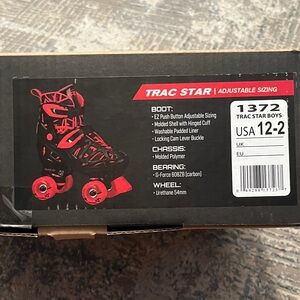 TRAC STAR | ADJUSTABLE SIZING
BOOT:
• EZ Push Button Adjustable Sizing
• Molded Shell with Hinged Cuff
• Washable Padded Liner
• Locking Cam Lever Buckle
CHASSIS:
• Molded Polymer
BEARING:
• G-Force 608ZB (carbon)
WHEEL:
• Urethane 54mm
1372
TRAC STAR BOYS
USA 12-2
UK
EU